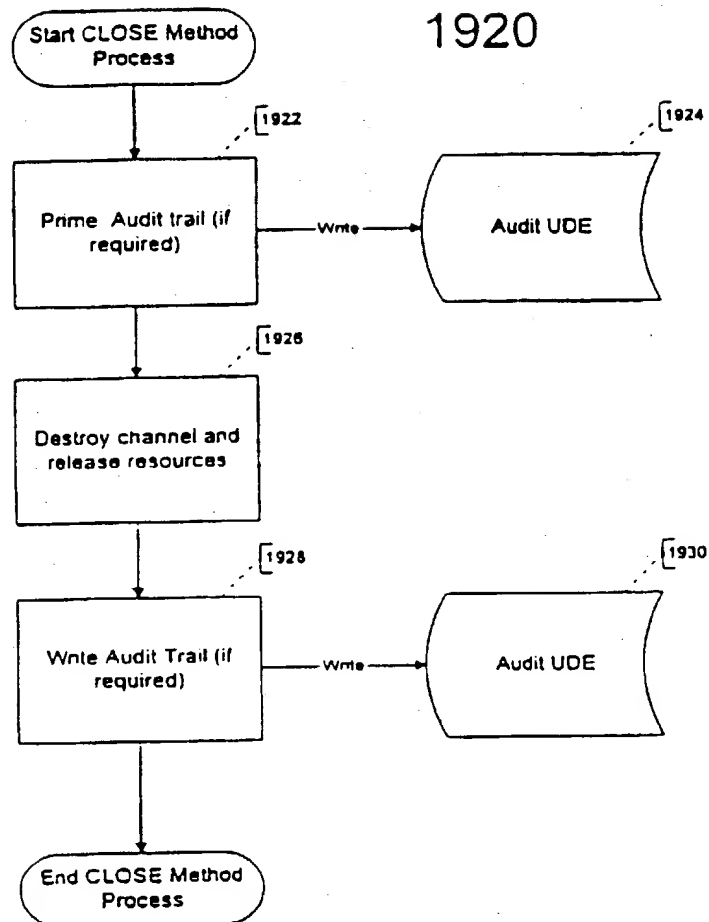 1920
Start CLOSE Method
Process
1922
1924
Prime Audit trail (if
required)
Write
Audit UDE
1926
Destroy channel and
release resources
1928
1930
Write Audit Trail (if
required)
Write
Audit UDE
End CLOSE Method
Process